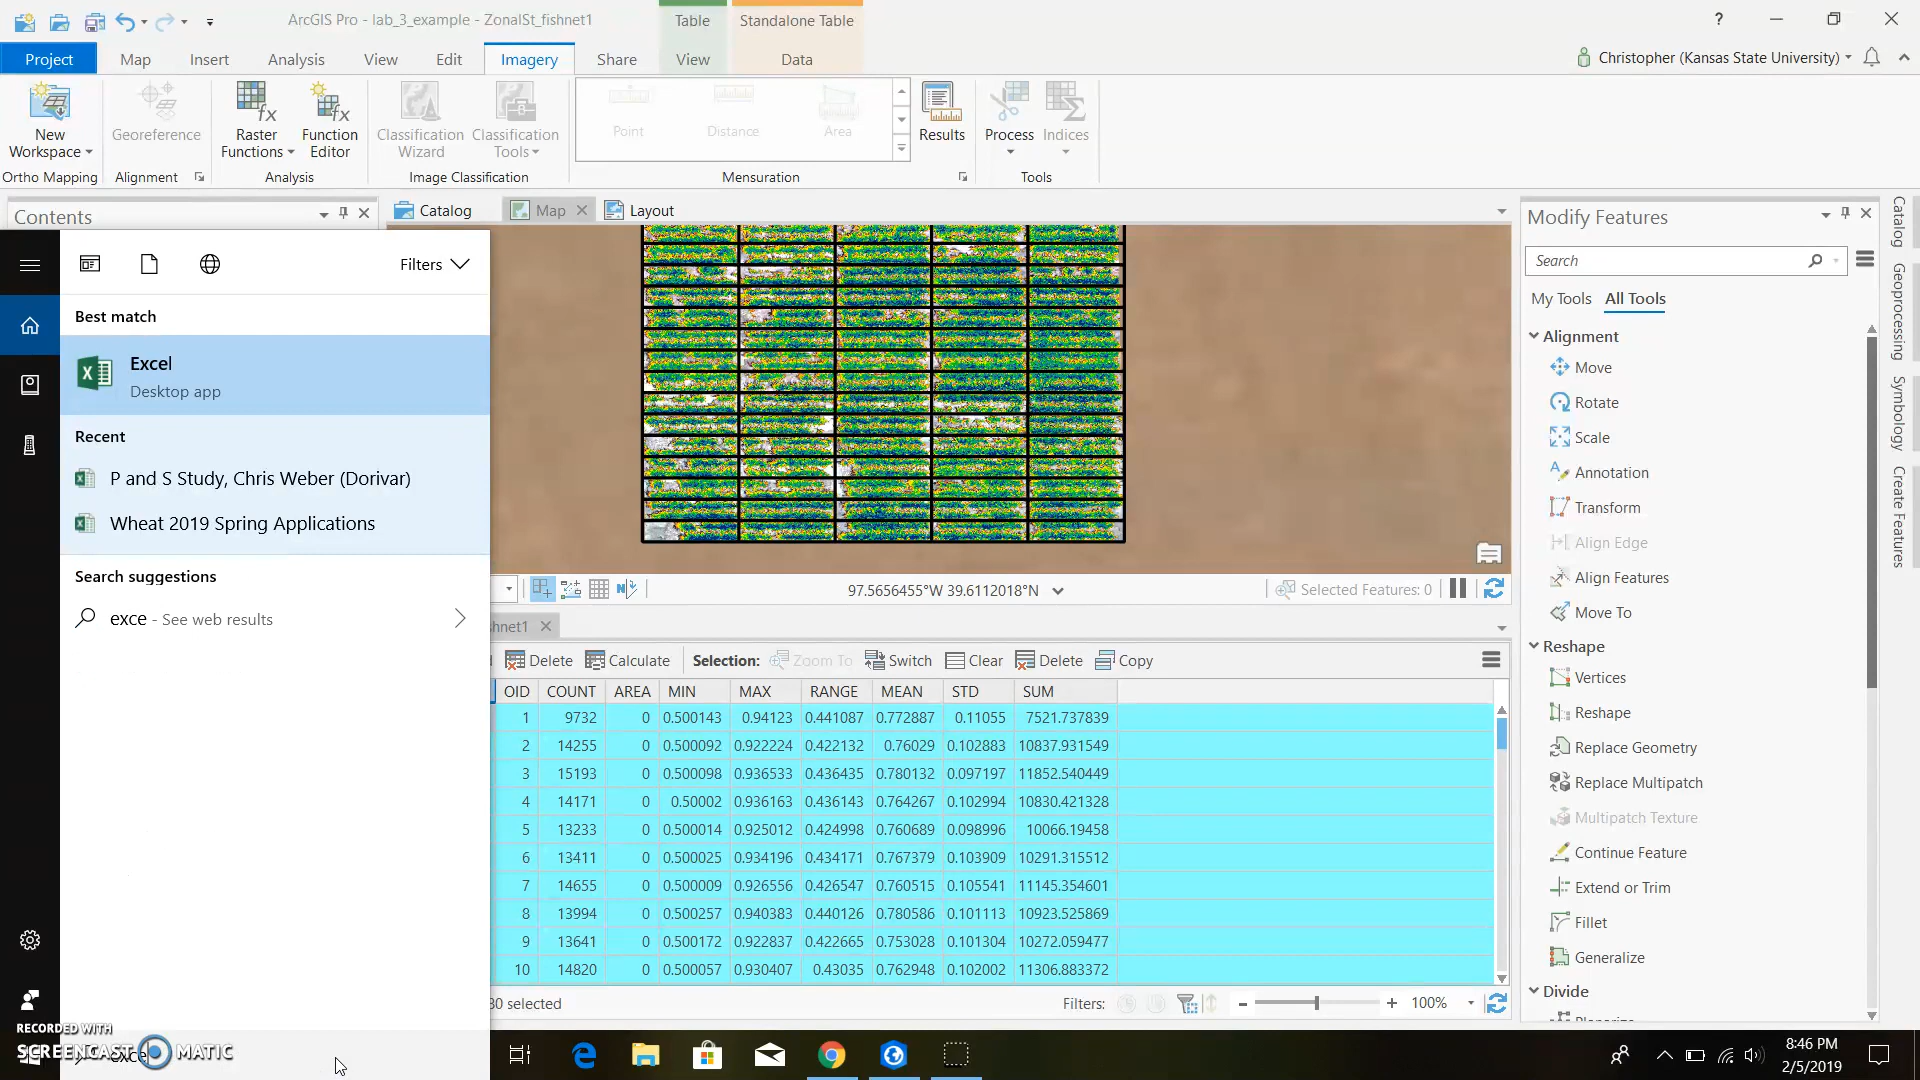 ArcGIS Pro - lab_3_example - ZonalSt_fishnet1
Table
Standalone Table
?
Project
Map
Insert
Analysis
View
Edit
Imagery
Share
View
Data
Christopher (Kansas State University)
New Workspace
Georeference
Raster Functions
Function Editor
Classification Wizard
Classification Tools
Point
Distance
Area
Results
Process
Indices
Ortho Mapping
Alignment
Analysis
Image Classification
Mensuration
Tools
Contents
Catalog
Map
Layout
Filters
Best match
Excel
Desktop app
Recent
P and S Study, Chris Weber (Dorivar)
Wheat 2019 Spring Applications
Search suggestions
exce - See web results
97.5656455°W 39.6112018°N
Selected Features: 0
hnet1
Delete
Calculate
Selection:
Zoom To
Switch
Clear
Delete
Copy
OID COUNT AREA MIN MAX RANGE MEAN STD SUM
1 9732 0 0.500143 0.94123 0.441087 0.772887 0.11055 7521.737839
2 14255 0 0.500092 0.922224 0.422132 0.76029 0.102883 10837.931549
3 15193 0 0.500098 0.936533 0.436435 0.780132 0.097197 11852.540449
4 14171 0 0.50002 0.936163 0.436143 0.764267 0.102994 10830.421328
5 13233 0 0.500014 0.925012 0.424998 0.760689 0.098996 10066.19458
6 13411 0 0.500025 0.934196 0.434171 0.767379 0.103909 10291.315512
7 14655 0 0.500009 0.926556 0.426547 0.760515 0.105541 11145.354601
8 13994 0 0.500257 0.940383 0.440126 0.780586 0.101113 10923.525869
9 13641 0 0.500172 0.922837 0.422665 0.753028 0.101304 10272.059477
10 14820 0 0.500057 0.930407 0.43035 0.762948 0.102002 11306.883372
80 selected
Filters:
100%
Modify Features
Search
My Tools
All Tools
Alignment
Move
Rotate
Scale
Annotation
Transform
Align Edge
Align Features
Move To
Reshape
Vertices
Reshape
Replace Geometry
Replace Multipatch
Multipatch Texture
Continue Feature
Extend or Trim
Fillet
Generalize
Divide
Catalog
Geoprocessing
Symbology
Create Features
RECORDED WITH
SCREENCAST MATIC
exce
8:46 PM
2/5/2019